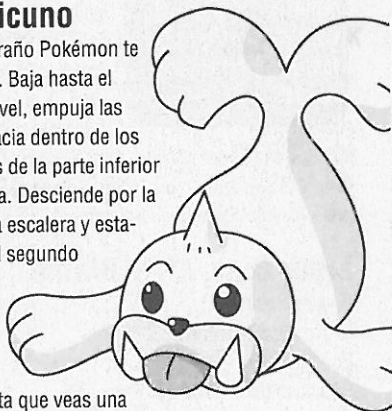 icuno
raño Pokémon te
. Baja hasta el
vel, empuja las
acia dentro de los
s de la parte inferior
a. Desciende por la
a escalera y esta-
l segundo
ta que veas una